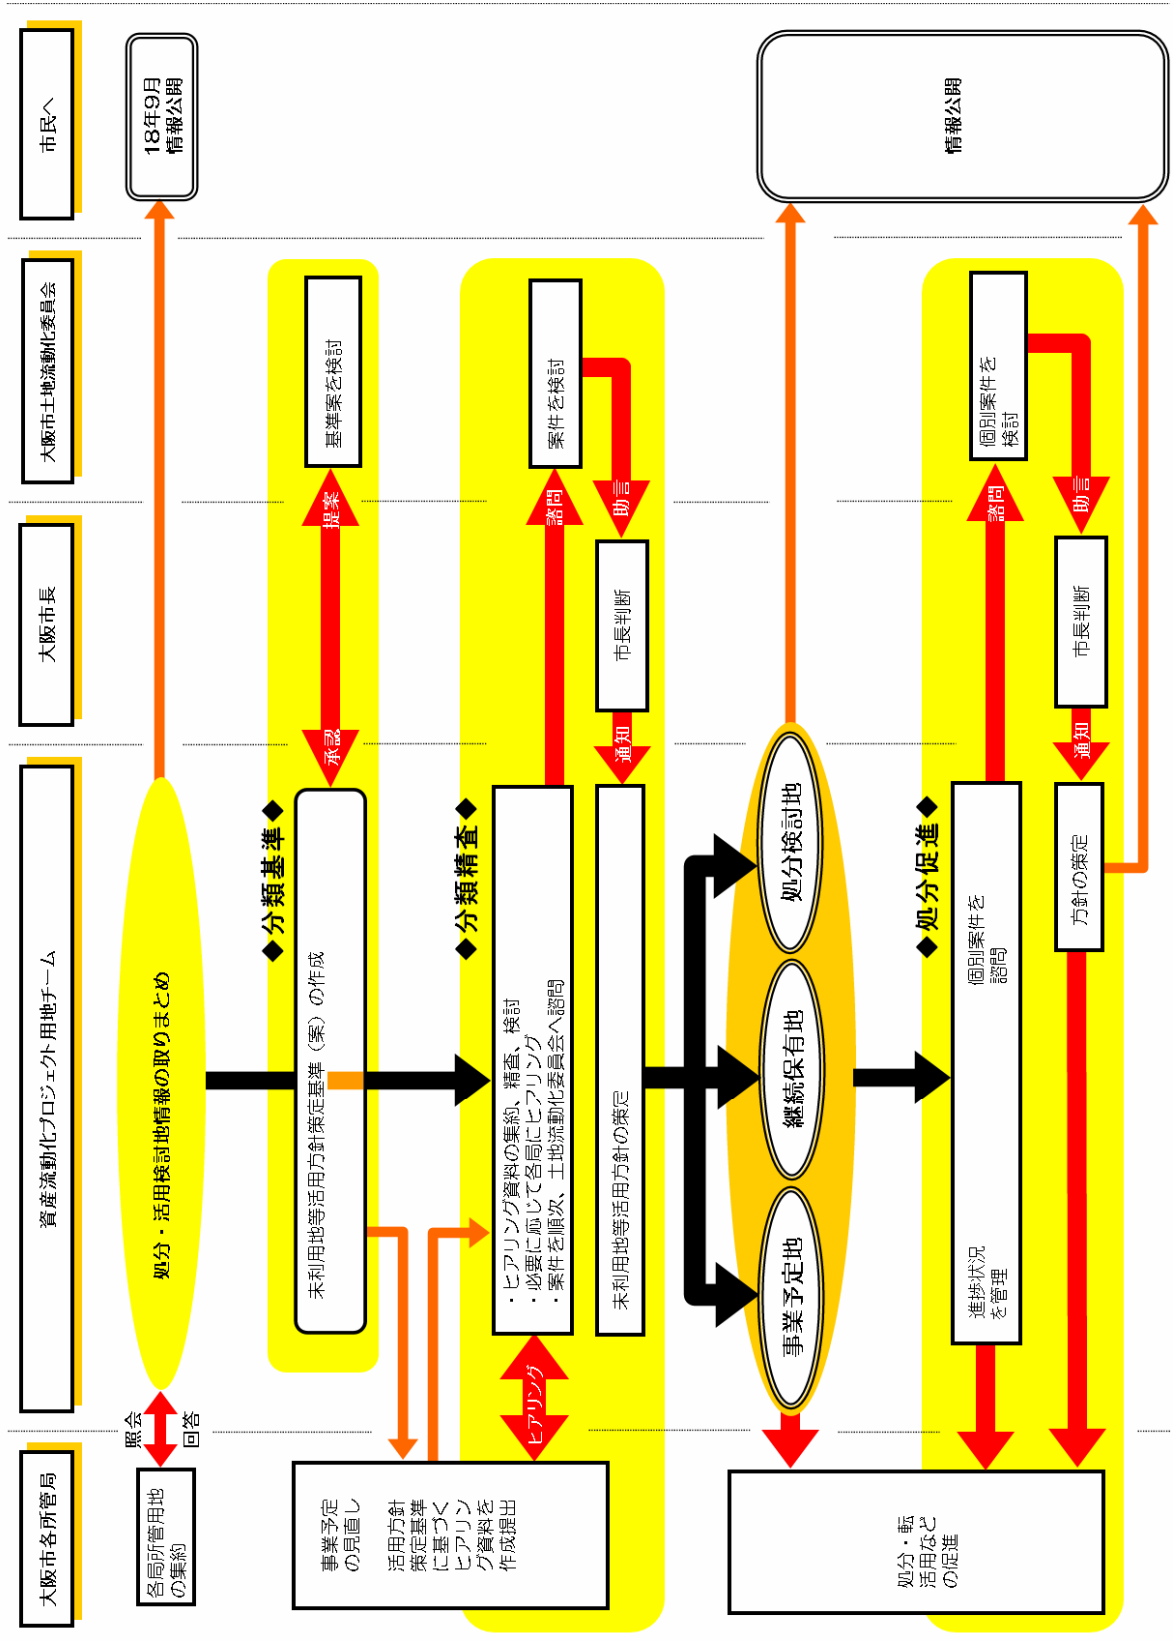 大阪市各所管局
資産流動化プロジェクト用地チーム
大阪市長
大阪市土地流動化委員会
市民へ
各局所管用地
の集約
照会
回答
処分・活用検討地情報の取りまとめ
18年9月
情報公開
◆分類基準◆
未利用地等活用方針策定基準（案）の作成
承認
提案
基準案を検討
事業予定
の見直し
活用方針
策定基準
に基づく
ヒアリン
グ資料を
作成提出
ヒアリング
◆分類精査◆
・ヒアリング資料の集約、精査、検討
・必要に応じて各局にヒアリング
・案件を順次、土地流動化委員会へ諮問
諮問
案件を検討
助言
市長判断
通知
未利用地等活用方針の策定
事業予定地
継続保有地
処分検討地
情報公開
◆処分促進◆
処分・転
活用など
の促進
進捗状況
を管理
個別案件を
諮問
諮問
個別案件を
検討
助言
市長判断
通知
方針の策定